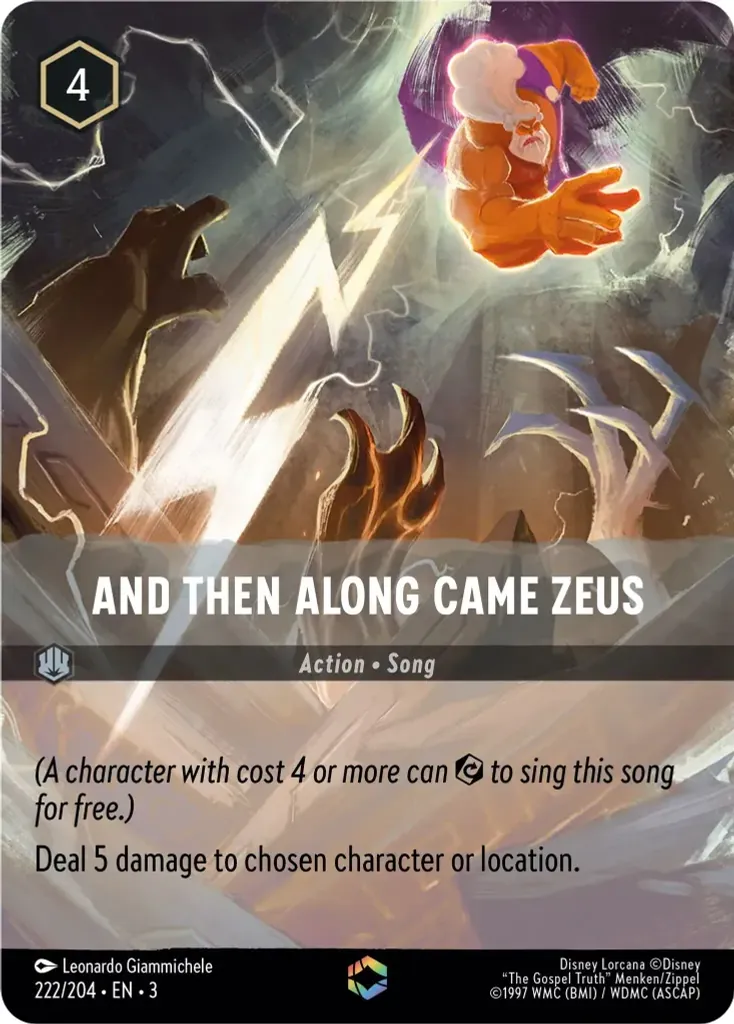 4
AND THEN ALONG CAME ZEUS
Action • Song
(A character with cost 4 or more can to sing this song
for free.)
Deal 5 damage to chosen character or location.
Leonardo Giammichele
222/204 • EN • 3
Disney Lorcana ©Disney
"The Gospel Truth" Menken/Zippel
©1997 WMC (BMI) / WDMC (ASCAP)